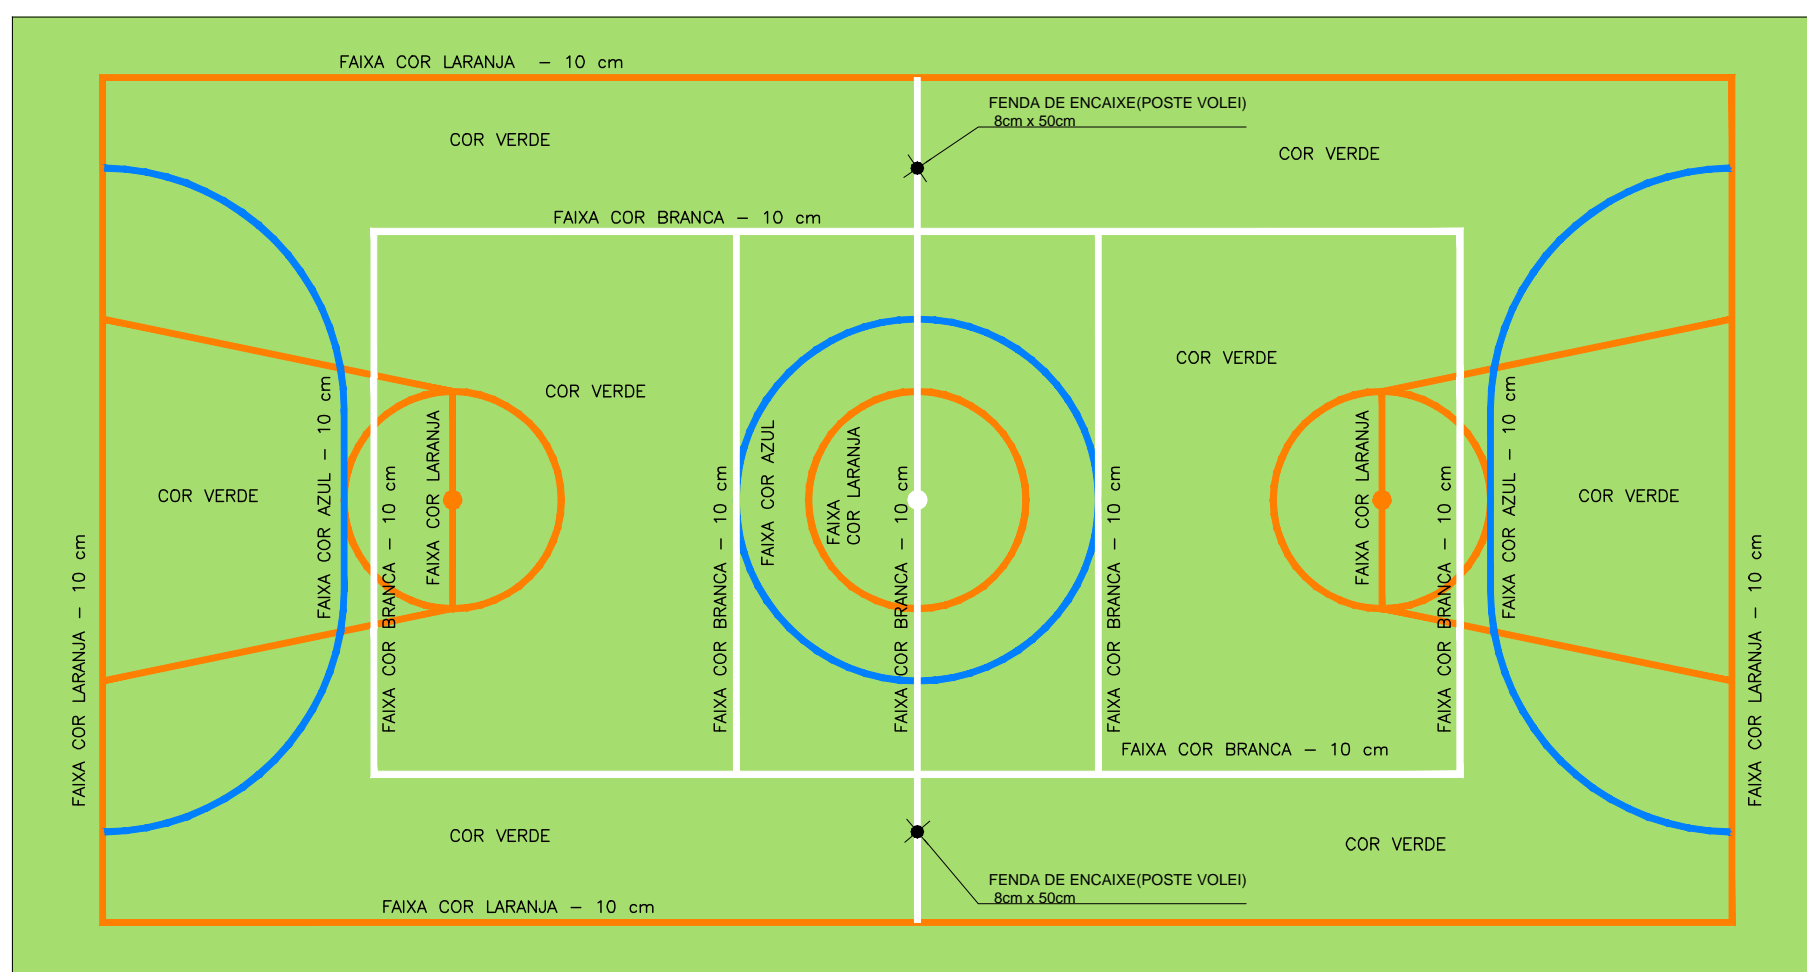 FAIXA COR LARANJA - 10 cm
FENDA DE ENCAIXE(POSTE VOLEI)
8cm x 50cm
COR VERDE
COR VERDE
FAIXA COR BRANCA - 10 cm
COR VERDE
COR VERDE
COR VERDE
FAIXA COR LARANJA - 10 cm
FAIXA COR AZUL - 10 cm
FAIXA COR BRANCA - 10 cm
FAIXA COR LARANJA
FAIXA COR BRANCA - 10 cm
FAIXA COR AZUL
FAIXA
COR LARANJA
FAIXA COR BRANCA - 10 cm
FAIXA COR BRANCA - 10 cm
FAIXA COR LARANJA
FAIXA COR BRANCA - 10 cm
FAIXA COR AZUL - 10 cm
COR VERDE
FAIXA COR LARANJA - 10 cm
FAIXA COR BRANCA - 10 cm
COR VERDE
COR VERDE
FENDA DE ENCAIXE(POSTE VOLEI)
8cm x 50cm
FAIXA COR LARANJA - 10 cm